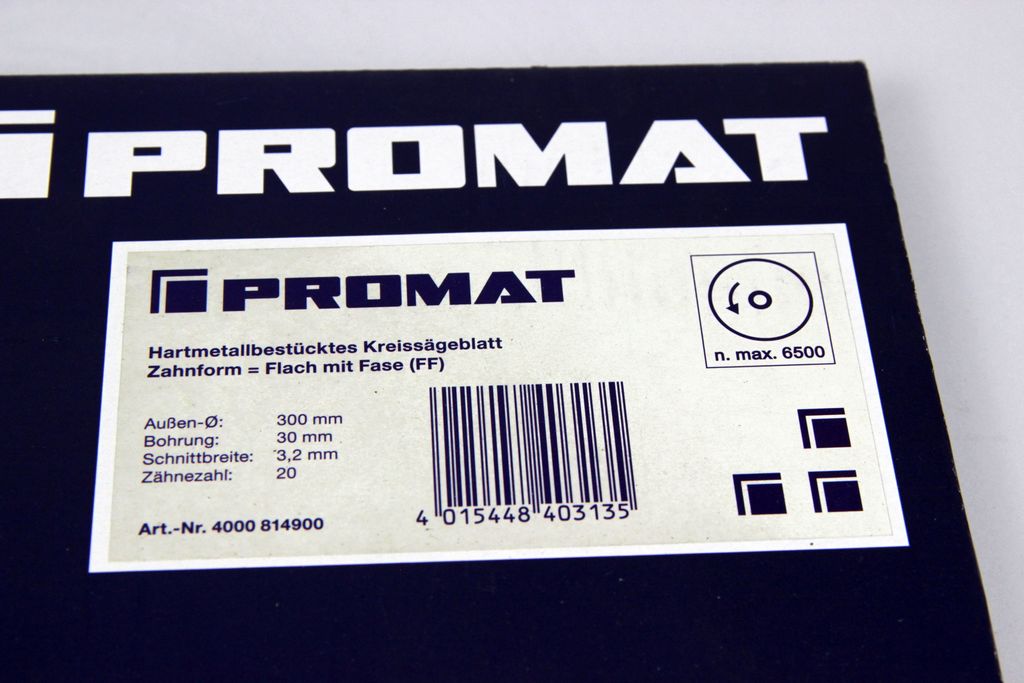 PROMAT
PROMAT
n. max. 6500
Hartmetallbestücktes Kreissägeblatt
Zahnform = Flach mit Fase (FF)
Außen-Ø: 300 mm
Bohrung: 30 mm
Schnittbreite: 3,2 mm
Zähnezahl: 20
4 015448 403135
Art.-Nr. 4000 814900